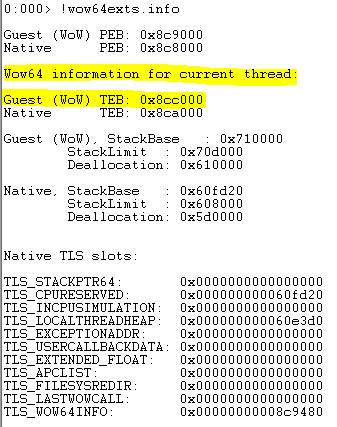 0:000> !wow64exts.info
Guest (WoW) PEB: 0x8c9000
Native      PEB: 0x8c8000
Wow64 information for current thread:
Guest (WoW) TEB: 0x8cc000
Native      TEB: 0x8ca000
Guest (WoW), StackBase   : 0x710000
StackLimit  : 0x70d000
Deallocation: 0x610000
Native, StackBase   : 0x60fd20
StackLimit  : 0x608000
Deallocation: 0x5d0000
Native TLS slots:
TLS_STACKPTR64:      0x0000000000000000
TLS_CPURESERVED:     0x000000000060fd20
TLS_INCPUSIMULATION: 0x0000000000000000
TLS_LOCALTHREADHEAP: 0x000000000060e3d0
TLS_EXCEPTIONADDR:   0x0000000000000000
TLS_USERCALLBACKDATA: 0x0000000000000000
TLS_EXTENDED_FLOAT:  0x0000000000000000
TLS_APCLIST:         0x0000000000000000
TLS_FILESYSREDIR:    0x0000000000000000
TLS_LASTWOWCALL:     0x0000000000000000
TLS_WOW64INFO:       0x00000000008c9480